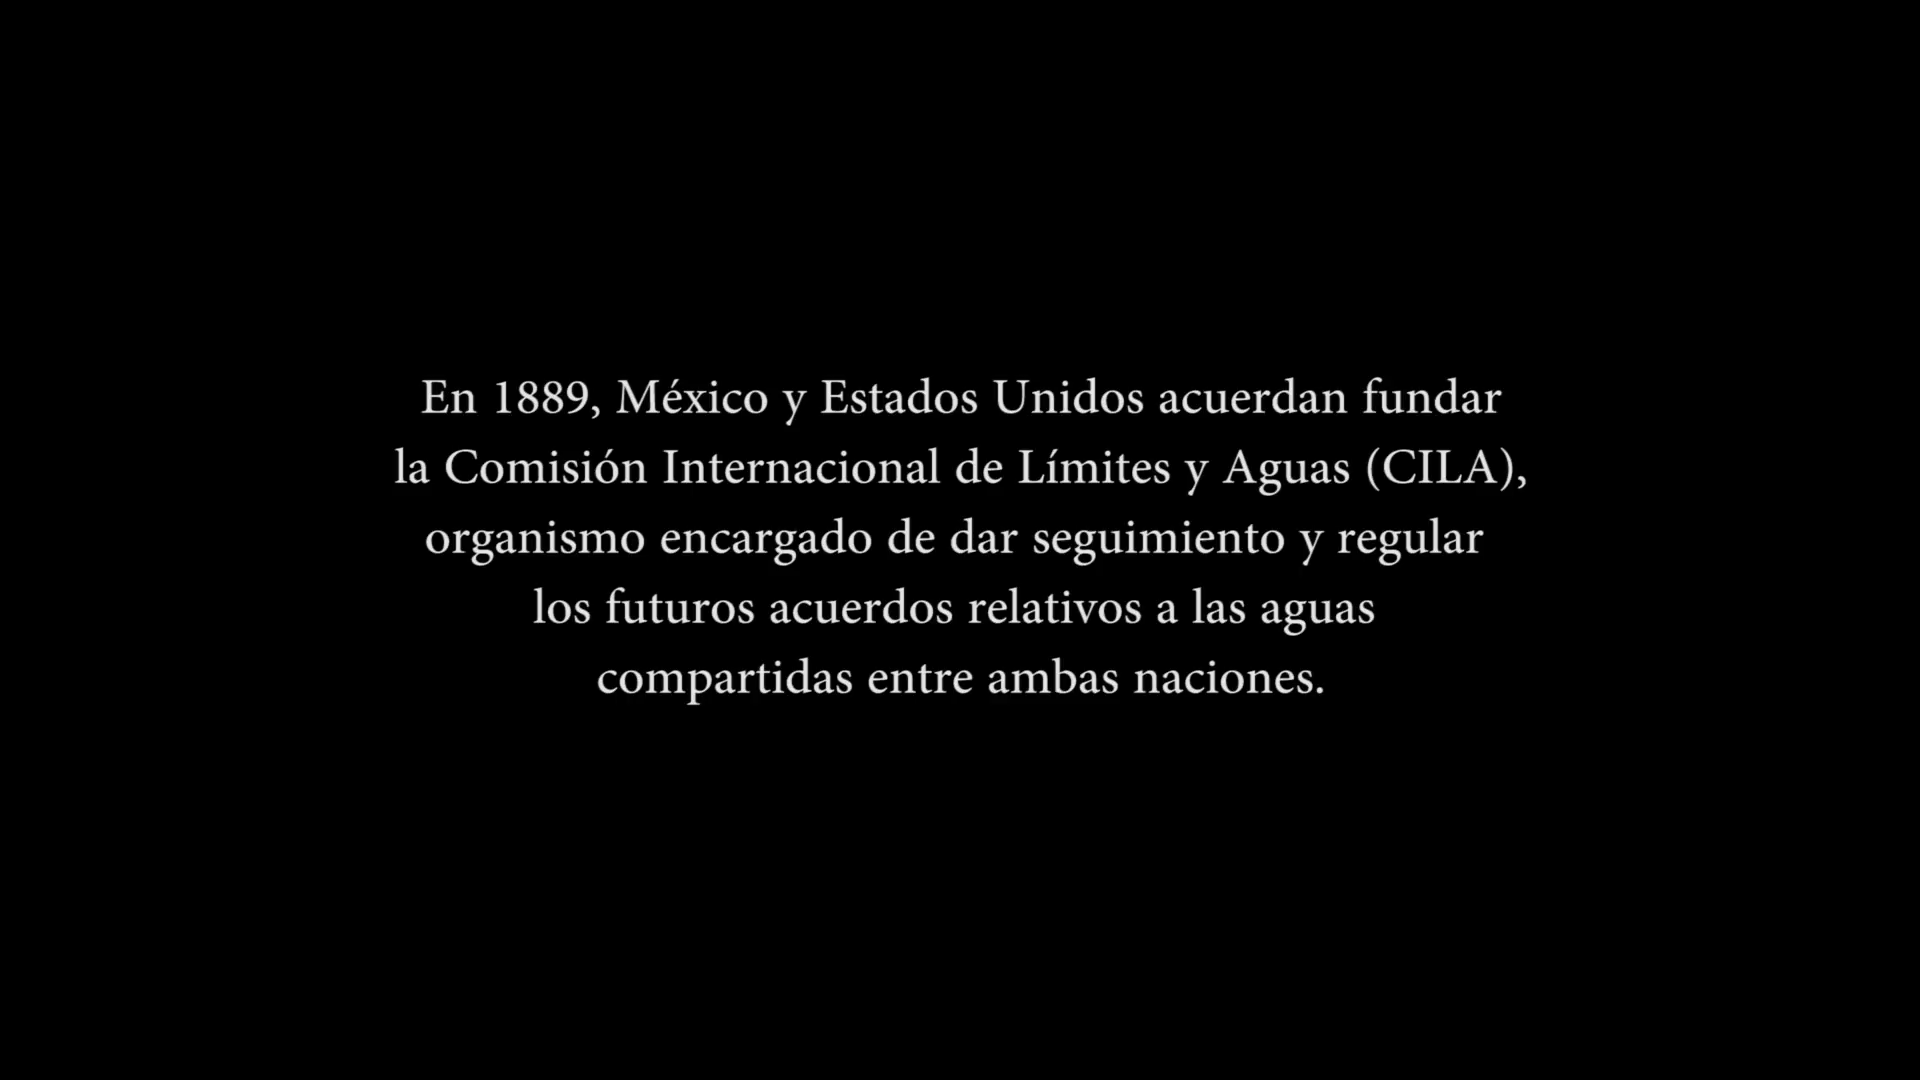 En 1889, México y Estados Unidos acuerdan fundar
la Comisión Internacional de Límites y Aguas (CILA),
organismo encargado de dar seguimiento y regular
los futuros acuerdos relativos a las aguas
compartidas entre ambas naciones.